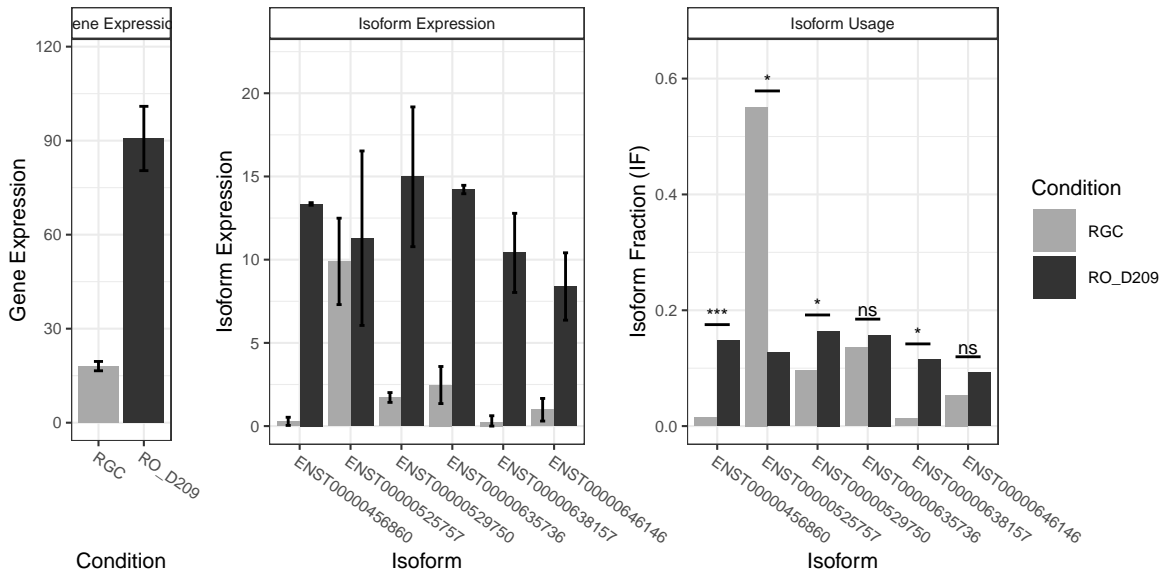 ene Expressio
Gene Expression
120
90
60
30
0
RGC
RO_D209
Condition
Isoform Expression
Isoform Expression
20
15
10
5
0
ENST00000456860
ENST00000525757
ENST00000529750
ENST00000635736
ENST00000638157
ENST00000646146
Isoform
Isoform Usage
Isoform Fraction (IF)
0.6
0.4
0.2
0.0
***
*
*
ns
*
ns
ENST00000456860
ENST00000525757
ENST00000529750
ENST00000635736
ENST00000638157
ENST00000646146
Isoform
Condition
RGC
RO_D209